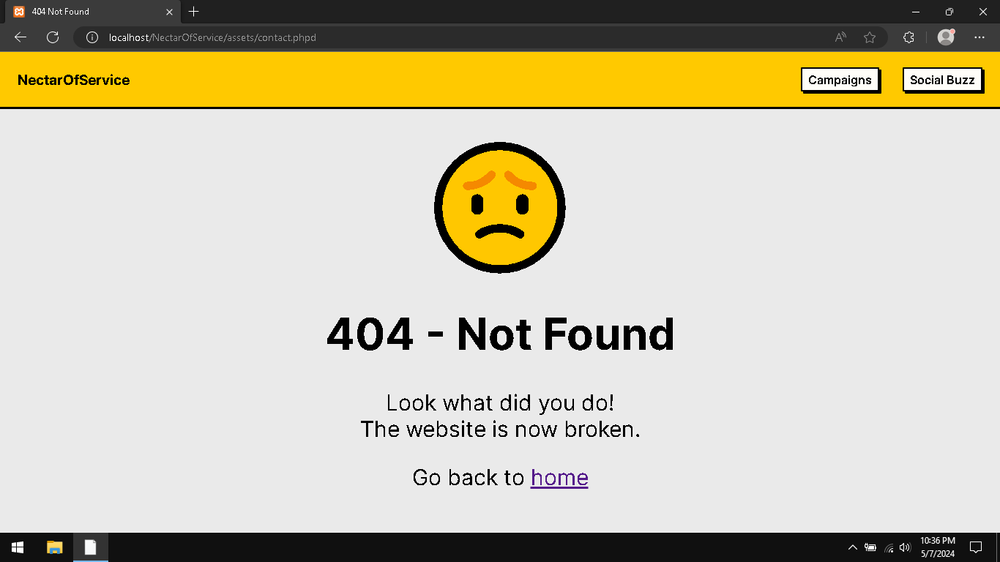 404 Not Found
localhost/NectarOfService/assets/contact.phpd
NectarOfService
Campaigns
Social Buzz
404 - Not Found
Look what did you do!
The website is now broken.
Go back to home
10:36 PM
5/7/2024